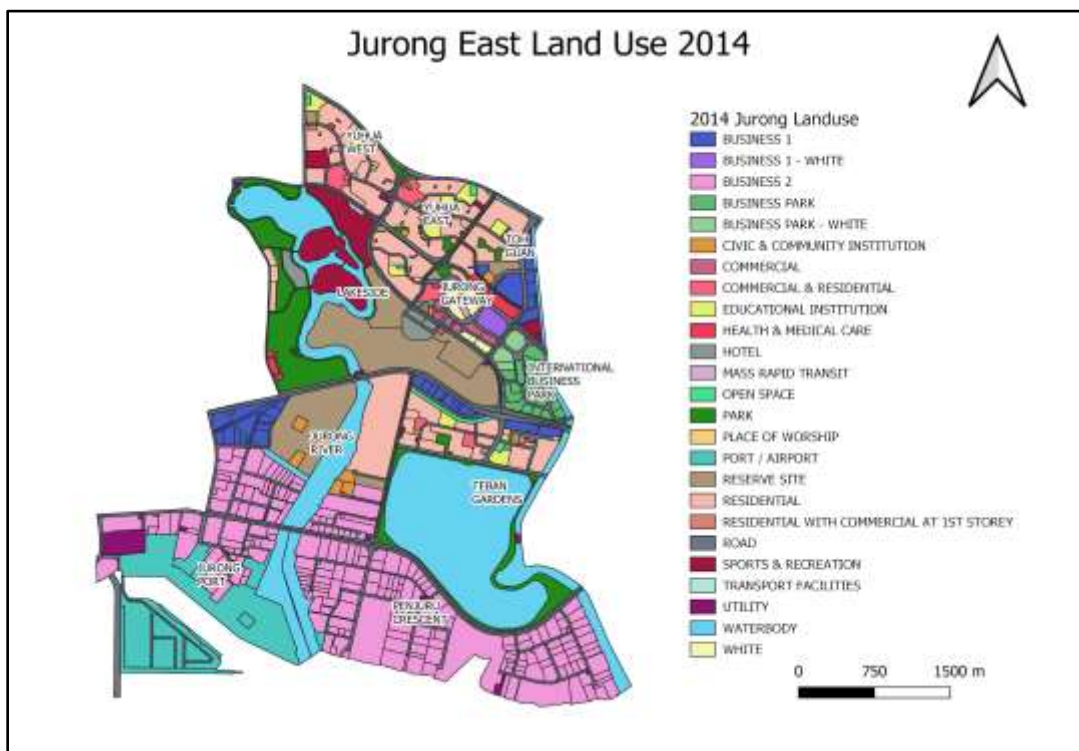 Jurong East Land Use 2014
YUHUA
WEST
YUHUA
EAST
TOH
GUAN
LAKESIDE
JURONG
GATEWAY
INTERNATIONAL
BUSINESS
PARK
JURONG
RIVER
TEBAN
GARDENS
JURONG
PORT
PENJURU
CRESCENT
2014 Jurong Landuse
BUSINESS 1
BUSINESS 1 - WHITE
BUSINESS 2
BUSINESS PARK
BUSINESS PARK - WHITE
CIVIC & COMMUNITY INSTITUTION
COMMERCIAL
COMMERCIAL & RESIDENTIAL
EDUCATIONAL INSTITUTION
HEALTH & MEDICAL CARE
HOTEL
MASS RAPID TRANSIT
OPEN SPACE
PARK
PLACE OF WORSHIP
PORT / AIRPORT
RESERVE SITE
RESIDENTIAL
RESIDENTIAL WITH COMMERCIAL AT 1ST STOREY
ROAD
SPORTS & RECREATION
TRANSPORT FACILITIES
UTILITY
WATERBODY
WHITE
0 750 1500 m